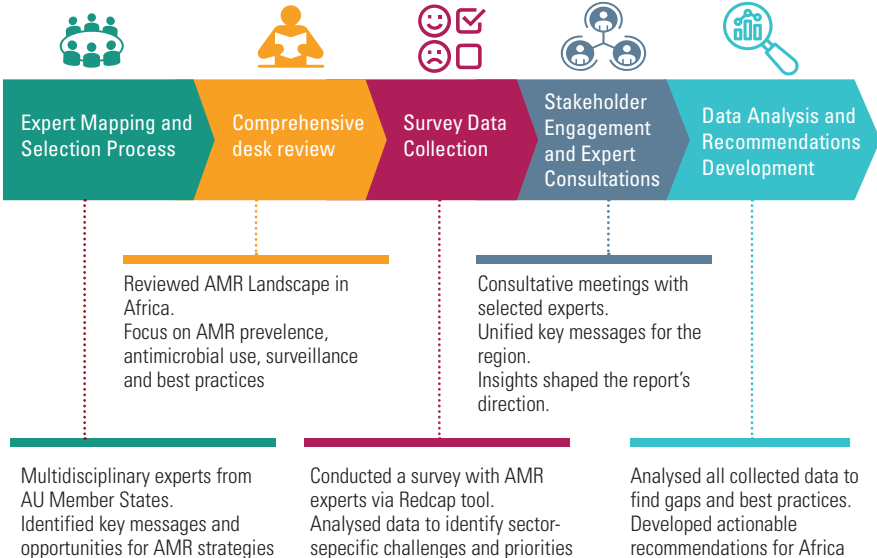 Expert Mapping and
Selection Process
Comprehensive
desk review
Survey Data
Collection
Stakeholder
Engagement
and Expert
Consultations
Data Analysis and
Recommendations
Development
Reviewed AMR Landscape in
Africa.
Focus on AMR prevelence,
antimicrobial use, surveillance
and best practices
Consultative meetings with
selected experts.
Unified key messages for the
region.
Insights shaped the report’s
direction.
Multidisciplinary experts from
AU Member States.
Identified key messages and
opportunities for AMR strategies
Conducted a survey with AMR
experts via Redcap tool.
Analysed data to identify sector-
sepecific challenges and priorities
Analysed all collected data to
find gaps and best practices.
Developed actionable
recommendations for Africa